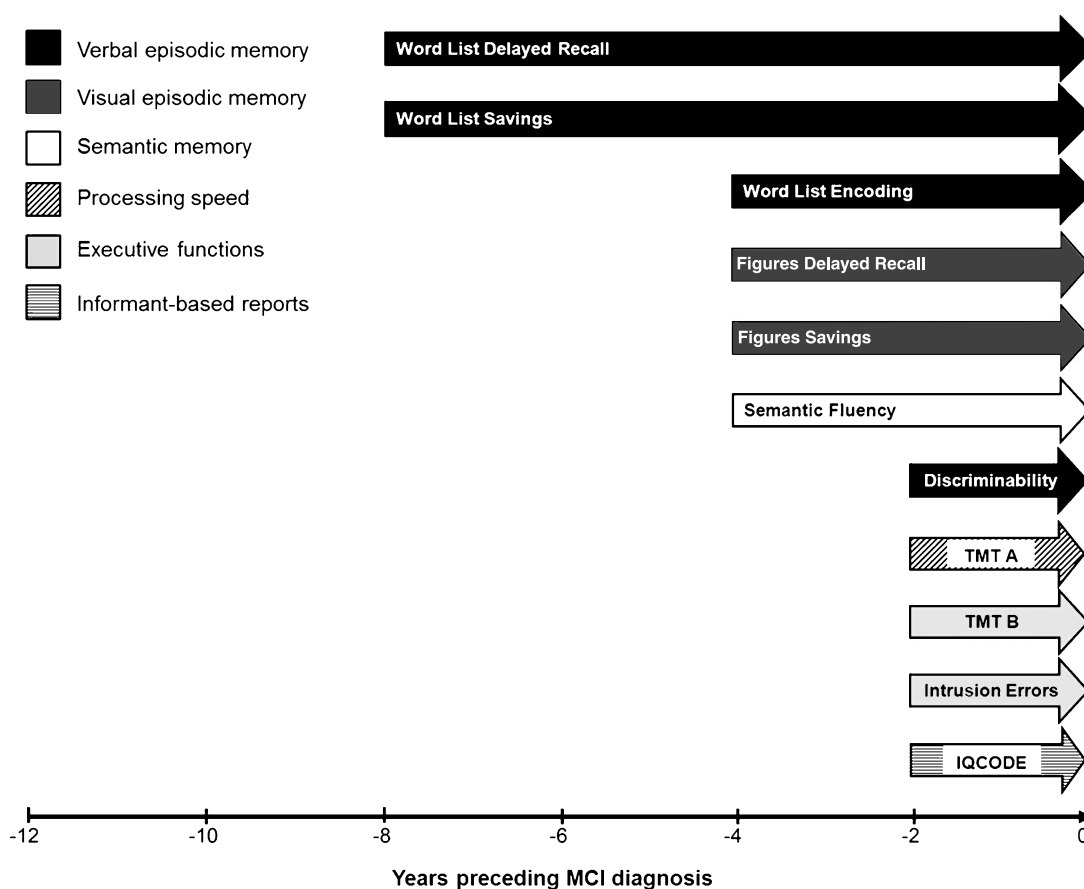 Verbal episodic memory
Visual episodic memory
Semantic memory
Processing speed
Executive functions
Informant-based reports
Word List Delayed Recall
Word List Savings
Word List Encoding
Figures Delayed Recall
Figures Savings
Semantic Fluency
Discriminability
TMT A
TMT B
Intrusion Errors
IQCODE
-12 -10 -8 -6 -4 -2 0
Years preceding MCI diagnosis